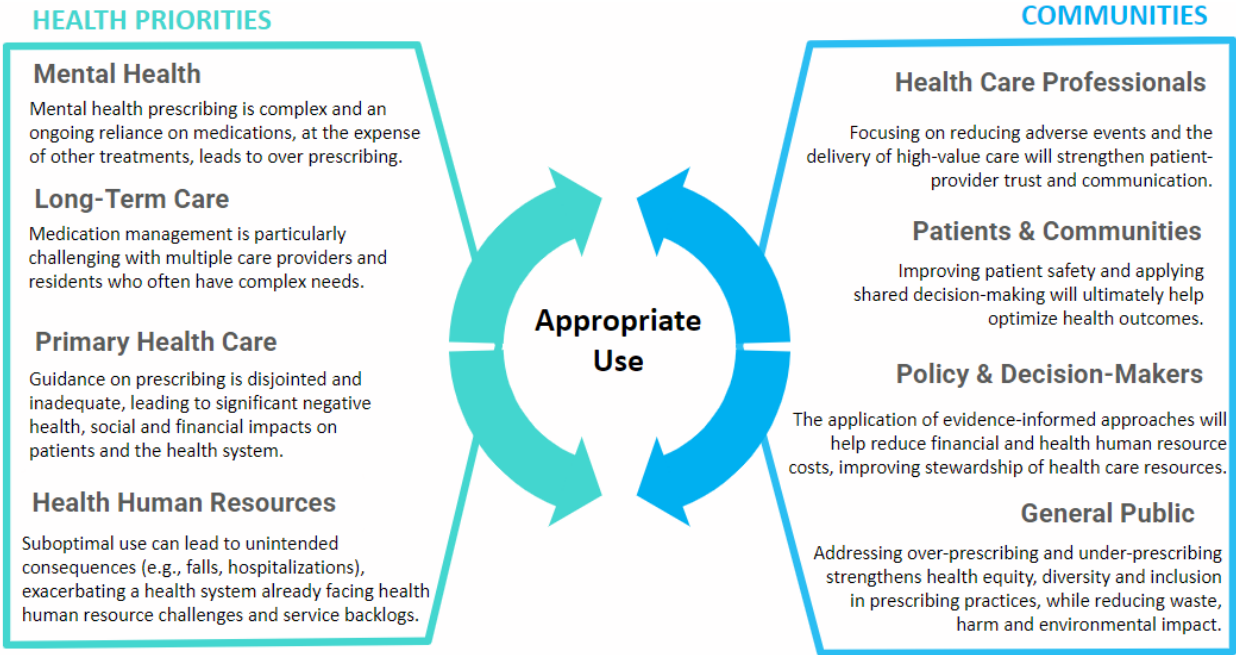 HEALTH PRIORITIES
Mental Health
Mental health prescribing is complex and an
ongoing reliance on medications, at the expense
of other treatments, leads to over prescribing.
Long-Term Care
Medication management is particularly
challenging with multiple care providers and
residents who often have complex needs.
Primary Health Care
Guidance on prescribing is disjointed and
inadequate, leading to significant negative
health, social and financial impacts on
patients and the health system.
Health Human Resources
Suboptimal use can lead to unintended
consequences (e.g., falls, hospitalizations),
exacerbating a health system already facing health
human resource challenges and service backlogs.
Appropriate
Use
COMMUNITIES
Health Care Professionals
Focusing on reducing adverse events and the
delivery of high-value care will strengthen patient-
provider trust and communication.
Patients & Communities
Improving patient safety and applying
shared decision-making will ultimately help
optimize health outcomes.
Policy & Decision-Makers
The application of evidence-informed approaches will
help reduce financial and health human resource
costs, improving stewardship of health care resources.
General Public
Addressing over-prescribing and under-prescribing
strengthens health equity, diversity and inclusion
in prescribing practices, while reducing waste,
harm and environmental impact.